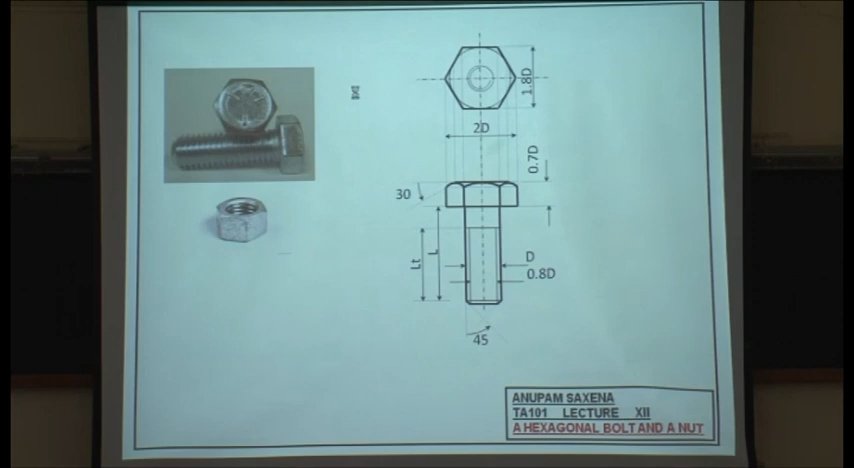 1.8D
2D
0.7D
30
Lt
L
D
0.8D
45
ANUPAM SAXENA
TA101 LECTURE XII
A HEXAGONAL BOLT AND A NUT